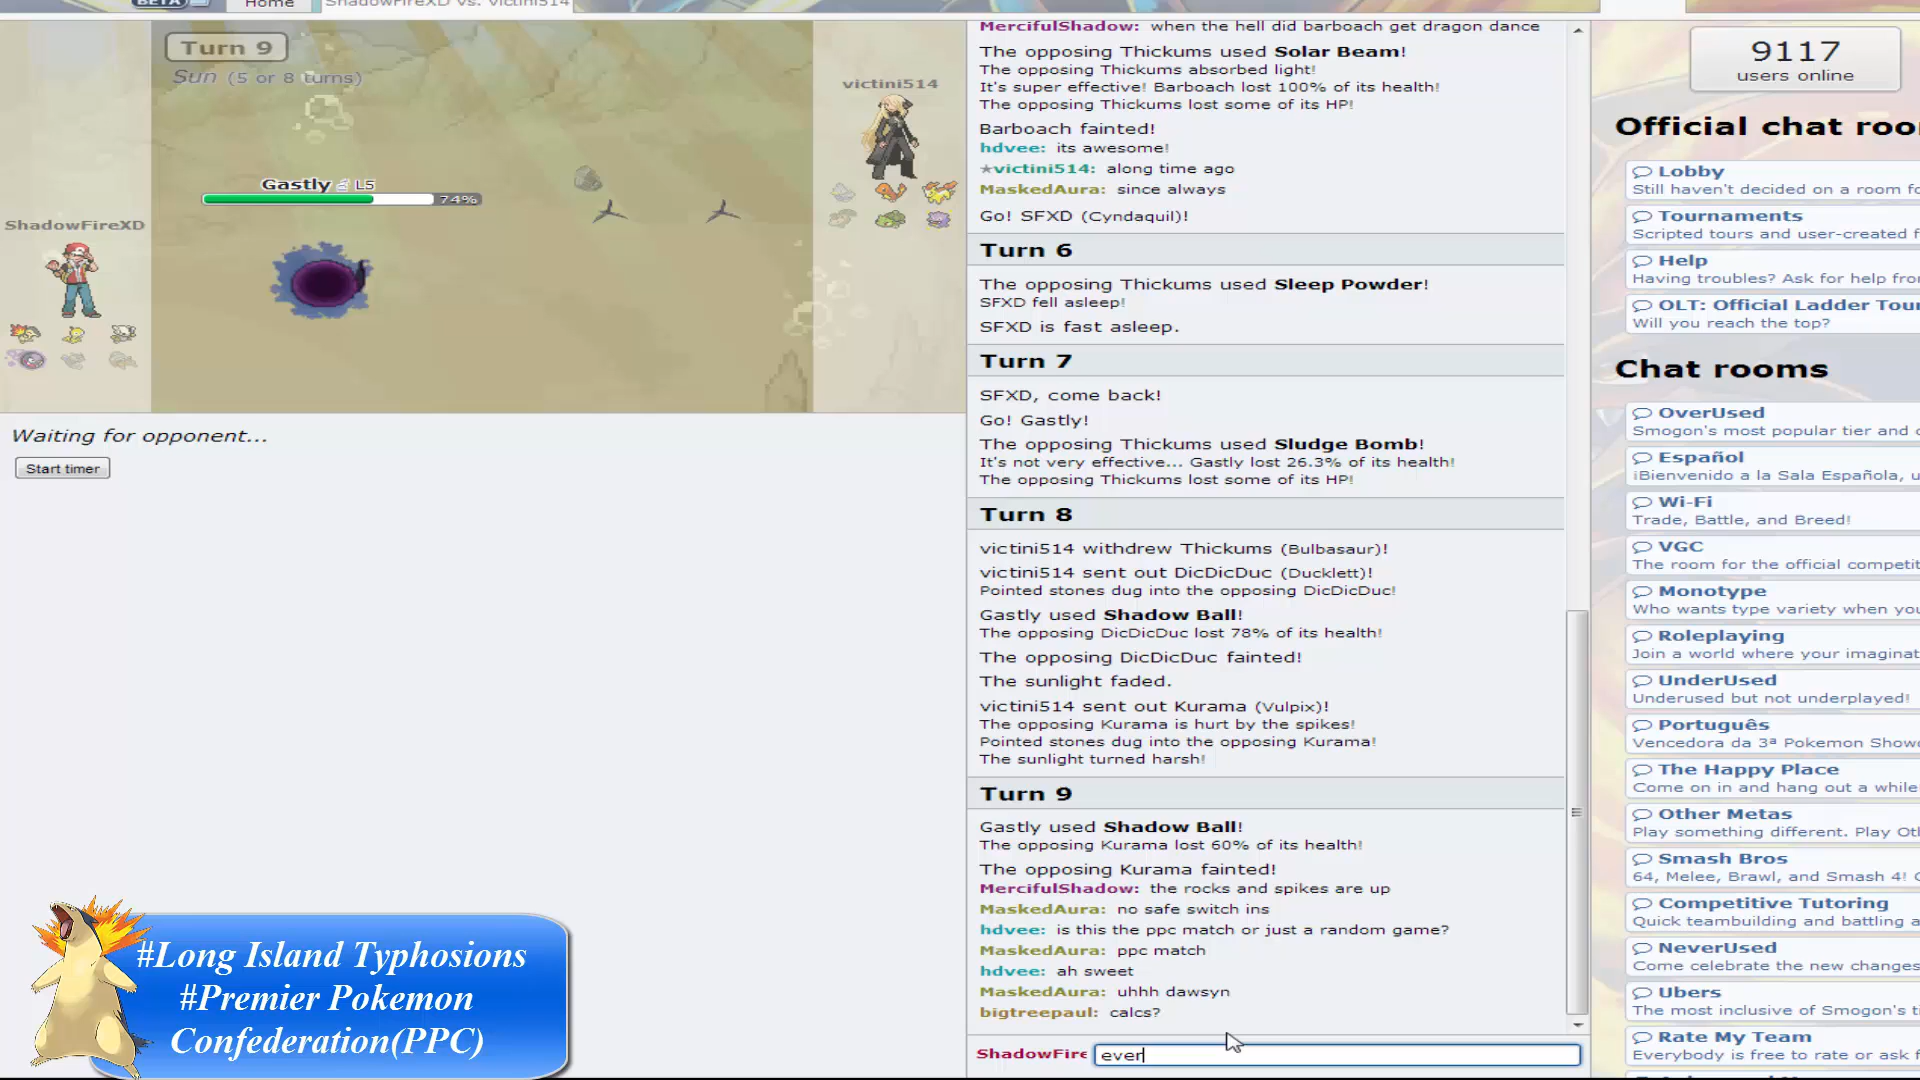 BETA
Home
ShadowFireXD vs. victini514
Turn 9
Sun (5 or 8 turns)
victini514
Gastly L5
74%
ShadowFireXD
Waiting for opponent...
Start timer
#Long Island Typhosions
#Premier Pokemon
Confederation(PPC)
MercifulShadow: when the hell did barboach get dragon dance
The opposing Thickums used Solar Beam!
The opposing Thickums absorbed light!
It's super effective! Barboach lost 100% of its health!
The opposing Thickums lost some of its HP!
Barboach fainted!
hdvee: its awesome!
★victini514: along time ago
MaskedAura: since always
Go! SFXD (Cyndaquil)!
Turn 6
The opposing Thickums used Sleep Powder!
SFXD fell asleep!
SFXD is fast asleep.
Turn 7
SFXD, come back!
Go! Gastly!
The opposing Thickums used Sludge Bomb!
It's not very effective... Gastly lost 26.3% of its health!
The opposing Thickums lost some of its HP!
Turn 8
victini514 withdrew Thickums (Bulbasaur)!
victini514 sent out DicDicDuc (Ducklett)!
Pointed stones dug into the opposing DicDicDuc!
Gastly used Shadow Ball!
The opposing DicDicDuc lost 78% of its health!
The opposing DicDicDuc fainted!
The sunlight faded.
victini514 sent out Kurama (Vulpix)!
The opposing Kurama is hurt by the spikes!
Pointed stones dug into the opposing Kurama!
The sunlight turned harsh!
Turn 9
Gastly used Shadow Ball!
The opposing Kurama lost 60% of its health!
The opposing Kurama fainted!
MercifulShadow: the rocks and spikes are up
MaskedAura: no safe switch ins
hdvee: is this the ppc match or just a random game?
MaskedAura: ppc match
hdvee: ah sweet
MaskedAura: uhhh dawsyn
bigtreepaul: calcs?
ShadowFire ever
9117
users online
Official chat roo
Lobby
Still haven't decided on a room fo
Tournaments
Scripted tours and user-created f
Help
Having troubles? Ask for help from
OLT: Official Ladder Tour
Will you reach the top?
Chat rooms
OverUsed
Smogon's most popular tier and o
Español
¡Bienvenido a la Sala Española, u
Wi-Fi
Trade, Battle, and Breed!
VGC
The room for the official competit
Monotype
Who wants type variety when you
Roleplaying
Join a world where your imaginat
UnderUsed
Underused but not underplayed!
Português
Vencedora da 3ª Pokemon Showd
The Happy Place
Come on in and hang out a while
Other Metas
Play something different. Play Oth
Smash Bros
64, Melee, Brawl, and Smash 4! C
Competitive Tutoring
Quick teambuilding and battling a
NeverUsed
Come celebrate the new changes
Ubers
The most inclusive of Smogon's ti
Rate My Team
Everybody is free to rate or ask f